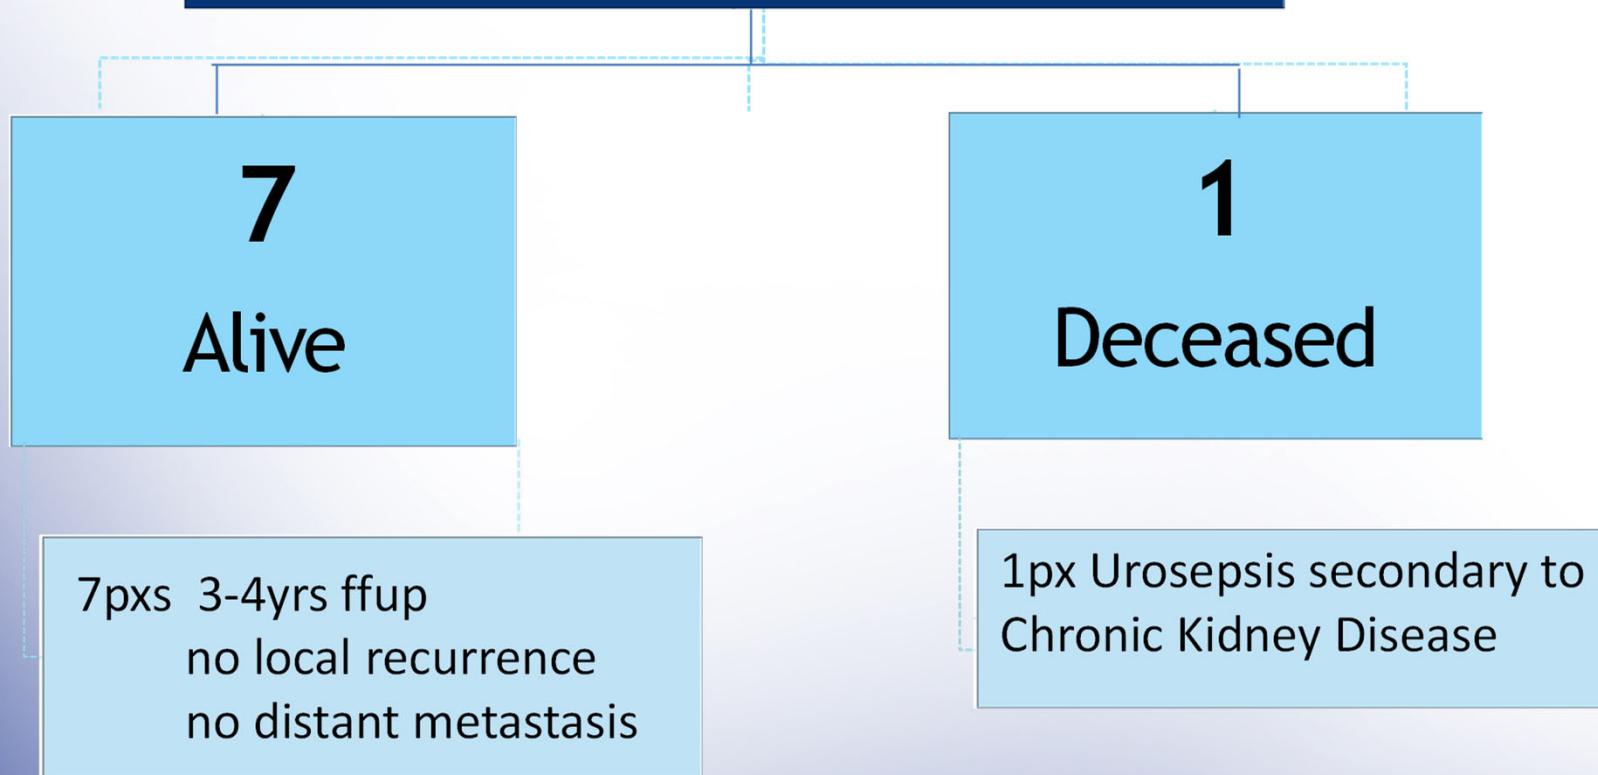 7
Alive
1
Deceased
7pxs 3-4yrs ffup
no local recurrence
no distant metastasis
1px Urosepsis secondary to
Chronic Kidney Disease